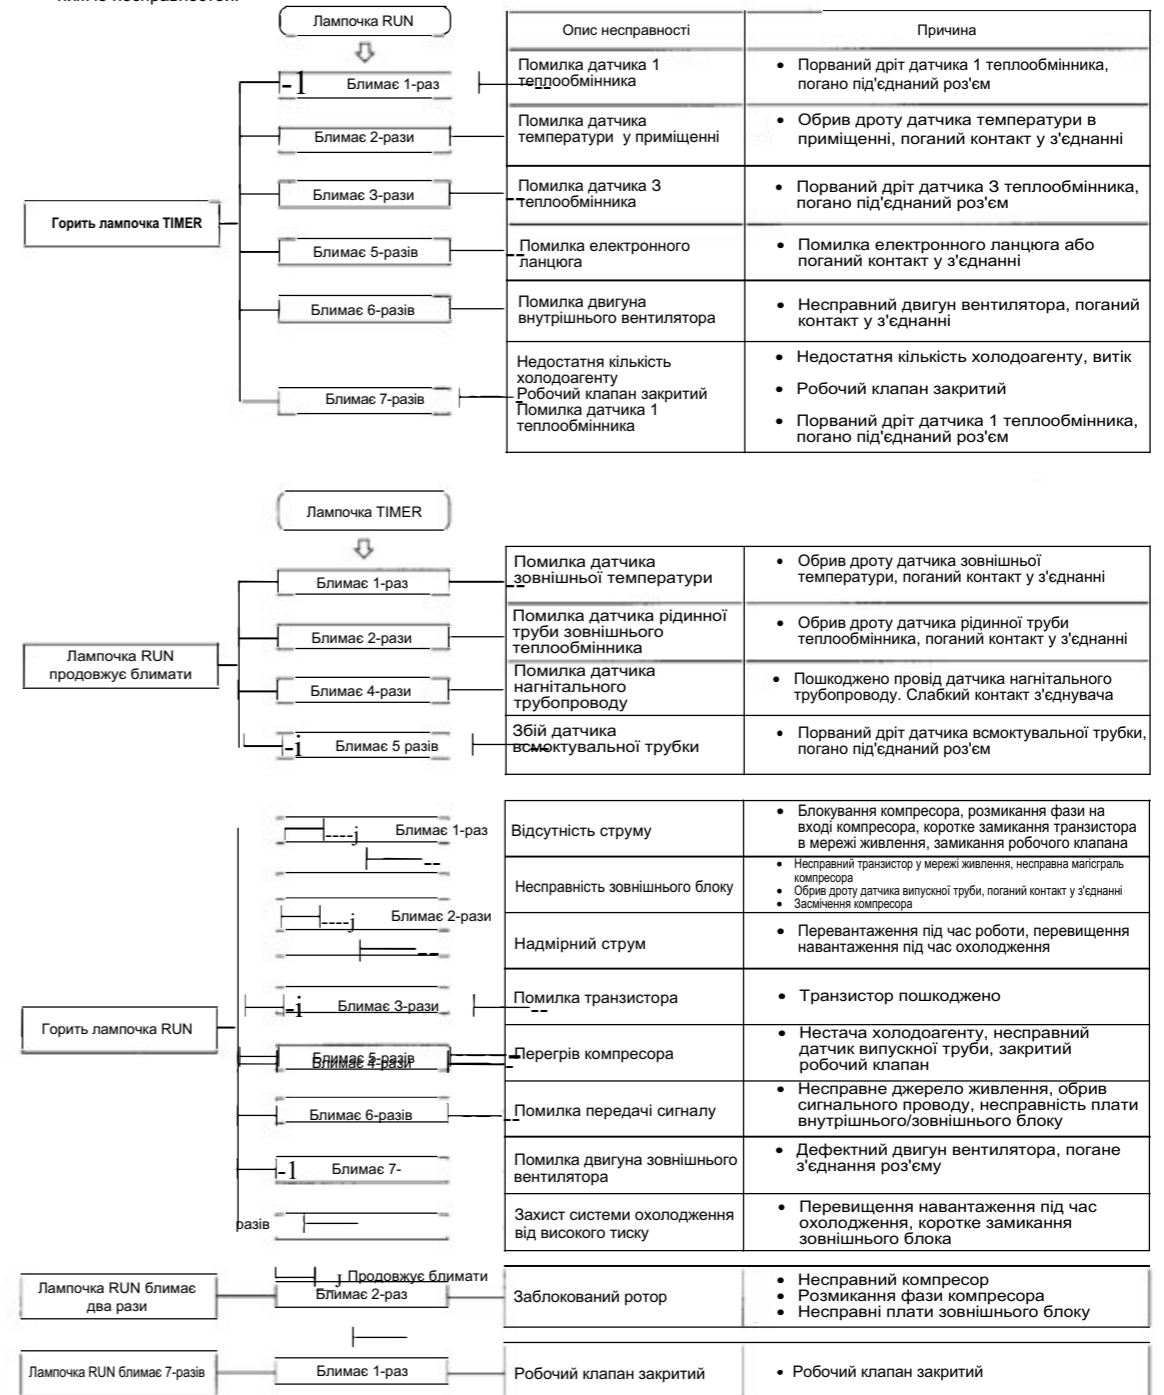 Лампочка RUN
Опис несправності
Причина
Горить лампочка TIMER
Блимає 1-раз
Помилка датчика 1
теплообмінника
• Порваний дріт датчика 1 теплообмінника,
погано під'єднаний роз'єм
Блимає 2-рази
Помилка датчика
температури у приміщенні
• Обрив дроту датчика температури в
приміщенні, поганий контакт у з'єднанні
Блимає 3-рази
Помилка датчика 3
теплообмінника
• Порваний дріт датчика 3 теплообмінника,
погано під'єднаний роз'єм
Блимає 5-разів
Помилка електронного
ланцюга
• Помилка електронного ланцюга або
поганий контакт у з'єднанні
Блимає 6-разів
Помилка двигуна
внутрішнього вентилятора
• Несправний двигун вентилятора, поганий
контакт у з'єднанні
Блимає 7-разів
Недостатня кількість
холодоагенту
Робочий клапан закритий
Помилка датчика 1
теплообмінника
• Недостатня кількість холодоагенту, витік
• Робочий клапан закритий
• Порваний дріт датчика 1 теплообмінника,
погано під'єднаний роз'єм
Лампочка TIMER
Лампочка RUN
продовжує блимати
Блимає 1-раз
Помилка датчика
зовнішньої температури
• Обрив дроту датчика зовнішньої
температури, поганий контакт у з'єднанні
Блимає 2-рази
Помилка датчика рідинної
труби зовнішнього
теплообмінника
• Обрив дроту датчика рідинної труби
теплообмінника, поганий контакт у з'єднанні
Блимає 4-рази
Помилка датчика
нагнітального
трубопроводу
• Пошкоджено провід датчика нагнітального
трубопроводу. Слабкий контакт з'єднувача
Блимає 5 разів
Збій датчика
всмоктувальної трубки
• Порваний дріт датчика всмоктувальної трубки,
погано під'єднаний роз'єм
Горить лампочка RUN
Блимає 1-раз
Відсутність струму
• Блокування компресора, розмикання фази на
вході компресора, коротке замикання транзистора
в мережі живлення, замикання робочого клапана
Несправність зовнішнього блоку
• Несправний транзистор у мережі живлення, несправна магістраль
компресора
• Обрив дроту датчика випускної труби, поганий контакт у з'єднанні
• Засмічення компресора
Блимає 2-рази
Надмірний струм
• Перевантаження під час роботи, перевищення
навантаження під час охолодження
Блимає 3-рази
Помилка транзистора
• Транзистор пошкоджено
Блимає 5-разів
Блимає 4-рази
Перегрів компресора
• Нестача холодоагенту, несправний
датчик випускної труби, закритий
робочий клапан
Блимає 6-разів
Помилка передачі сигналу
• Несправне джерело живлення, обрив
сигнального проводу, несправність плати
внутрішнього/зовнішнього блоку
Блимає 7-
разів
Помилка двигуна зовнішнього
вентилятора
• Дефектний двигун вентилятора, погане
з'єднання роз'єму
Захист системи охолодження
від високого тиску
• Перевищення навантаження під час
охолодження, коротке замикання
зовнішнього блока
Продовжує блимати
Лампочка RUN блимає
два рази
Блимає 2-раз
Заблокований ротор
• Несправний компресор
• Розмикання фази компресора
• Несправні плати зовнішнього блоку
Лампочка RUN блимає 7-разів
Блимає 1-раз
Робочий клапан закритий
• Робочий клапан закритий